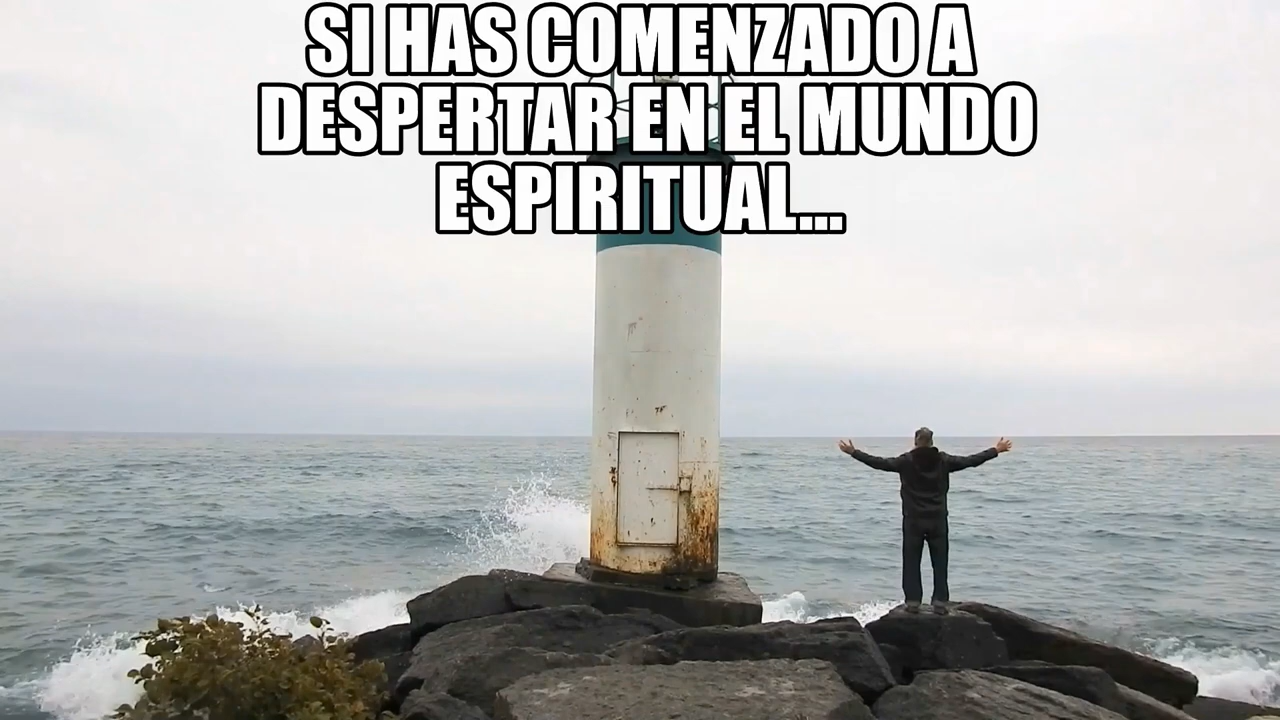 SI HAS COMENZADO A
DESPERTAR EN EL MUNDO
ESPIRITUAL...